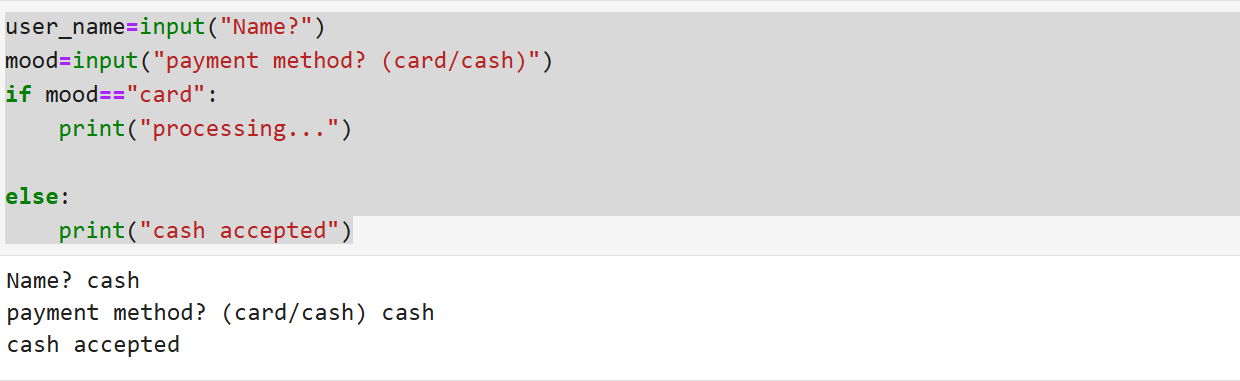 user_name=input("Name?")
mood=input("payment method? (card/cash)")
if mood=="card":
    print("processing...")
else:
    print("cash accepted")
Name? cash
payment method? (card/cash) cash
cash accepted